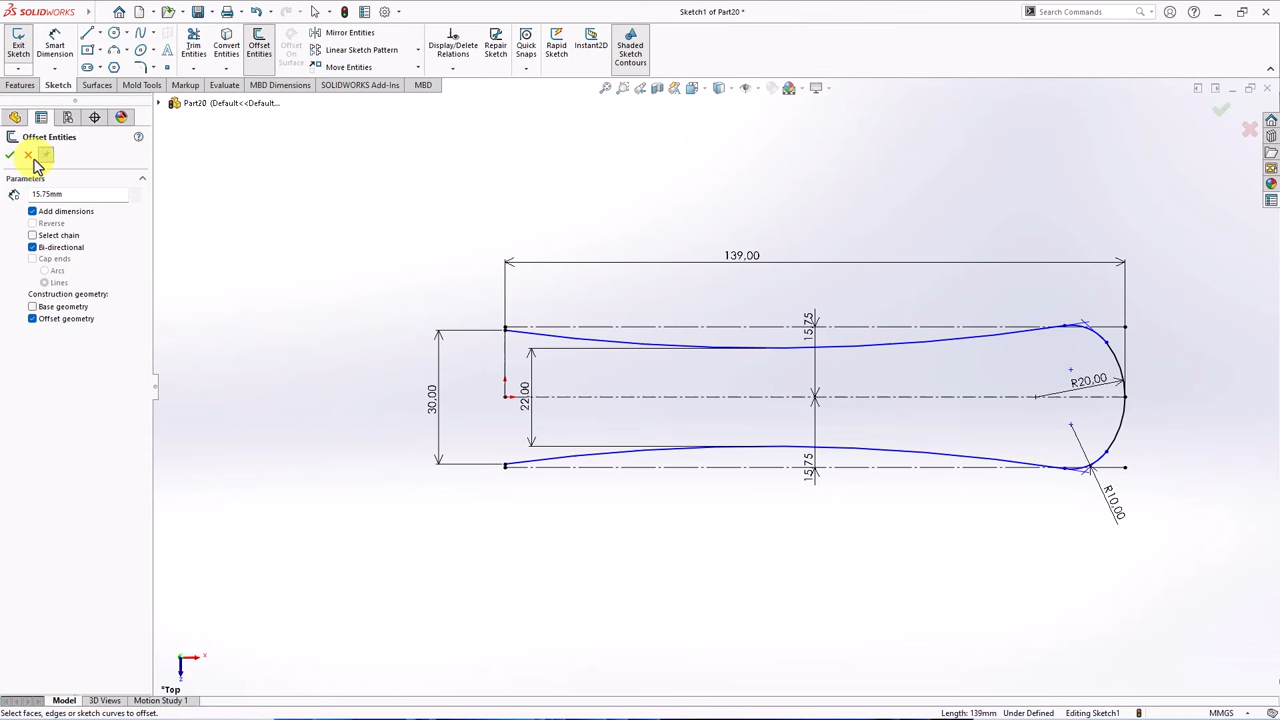 SOLIDWORKS
Sketch1 of Part20 *
Search Commands
Exit Sketch
Smart Dimension
Trim Entities
Convert Entities
Offset Entities
Offset On Surface
Mirror Entities
Linear Sketch Pattern
Move Entities
Display/Delete Relations
Repair Sketch
Quick Snaps
Rapid Sketch
Instant2D
Shaded Sketch Contours
Features
Sketch
Surfaces
Mold Tools
Markup
Evaluate
MBD Dimensions
SOLIDWORKS Add-Ins
MBD
Part20 (Default<<Default...
Offset Entities
Parameters
15.75mm
Add dimensions
Reverse
Select chain
Bi-directional
Cap ends
Arcs
Lines
Construction geometry:
Base geometry
Offset geometry
139,00
15,75
30,00
22,00
R20,00
15,75
R10,00
x
*Top
Model
3D Views
Motion Study 1
Select faces, edges or sketch curves to offset.
Length: 139mm
Under Defined
Editing Sketch1
MMGS